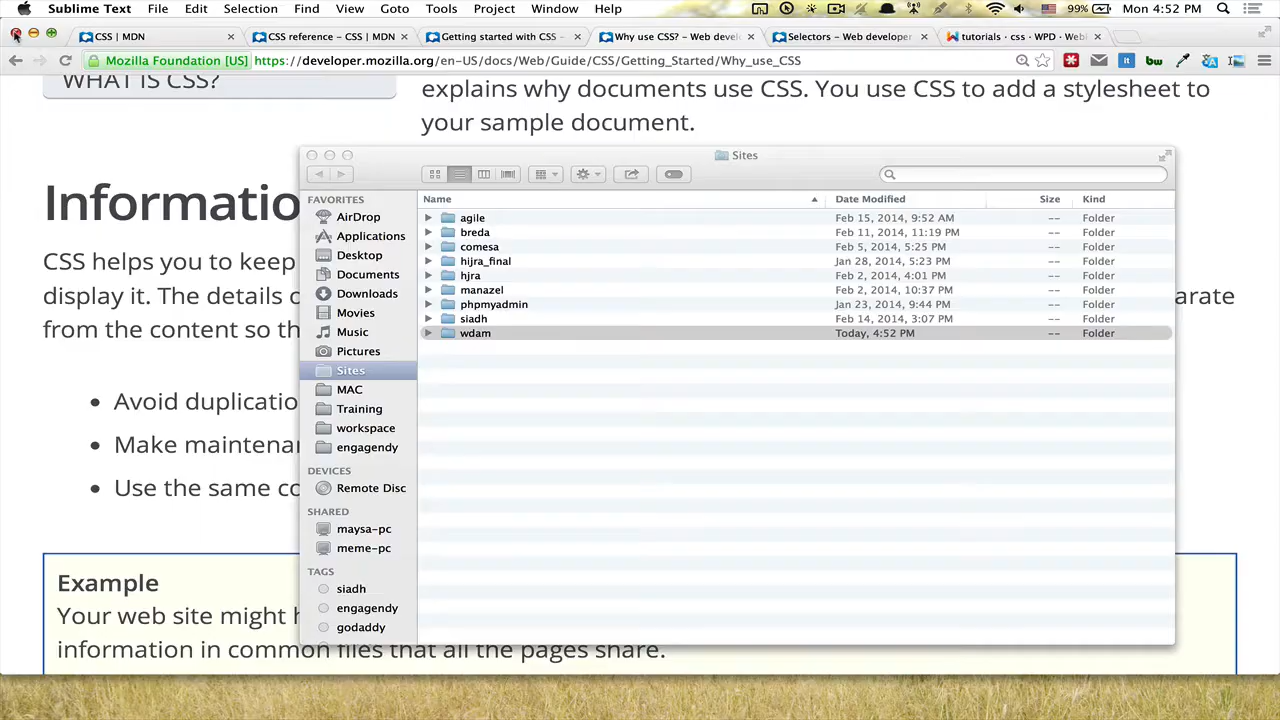 Sublime Text File Edit Selection Find View Goto Tools Project Window Help 99% Mon 4:52 PM
CSS | MDN CSS reference - CSS | MDN Getting started with CSS - Why use CSS? - Web devel Selectors - Web developer tutorials · css · WPD · Web
Mozilla Foundation [US] https://developer.mozilla.org/en-US/docs/Web/Guide/CSS/Getting_Started/Why_use_CSS
WHAT IS CSS?
explains why documents use CSS. You use CSS to add a stylesheet to
your sample document.
Informatio
CSS helps you to keep
display it. The details o
arate
from the content so th
Avoid duplicatio
Make maintenan
Use the same co
Example
Your web site might h
information in common files that all the pages share.
Sites
FAVORITES
AirDrop
Applications
Desktop
Documents
Downloads
Movies
Music
Pictures
Sites
MAC
Training
workspace
engagendy
DEVICES
Remote Disc
SHARED
maysa-pc
meme-pc
TAGS
siadh
engagendy
godaddy
Name Date Modified Size Kind
agile Feb 15, 2014, 9:52 AM -- Folder
breda Feb 11, 2014, 11:19 PM -- Folder
comesa Feb 5, 2014, 5:25 PM -- Folder
hijra_final Jan 28, 2014, 5:23 PM -- Folder
hjra Feb 2, 2014, 4:01 PM -- Folder
manazel Feb 2, 2014, 10:37 PM -- Folder
phpmyadmin Jan 23, 2014, 9:44 PM -- Folder
siadh Feb 14, 2014, 3:07 PM -- Folder
wdam Today, 4:52 PM -- Folder